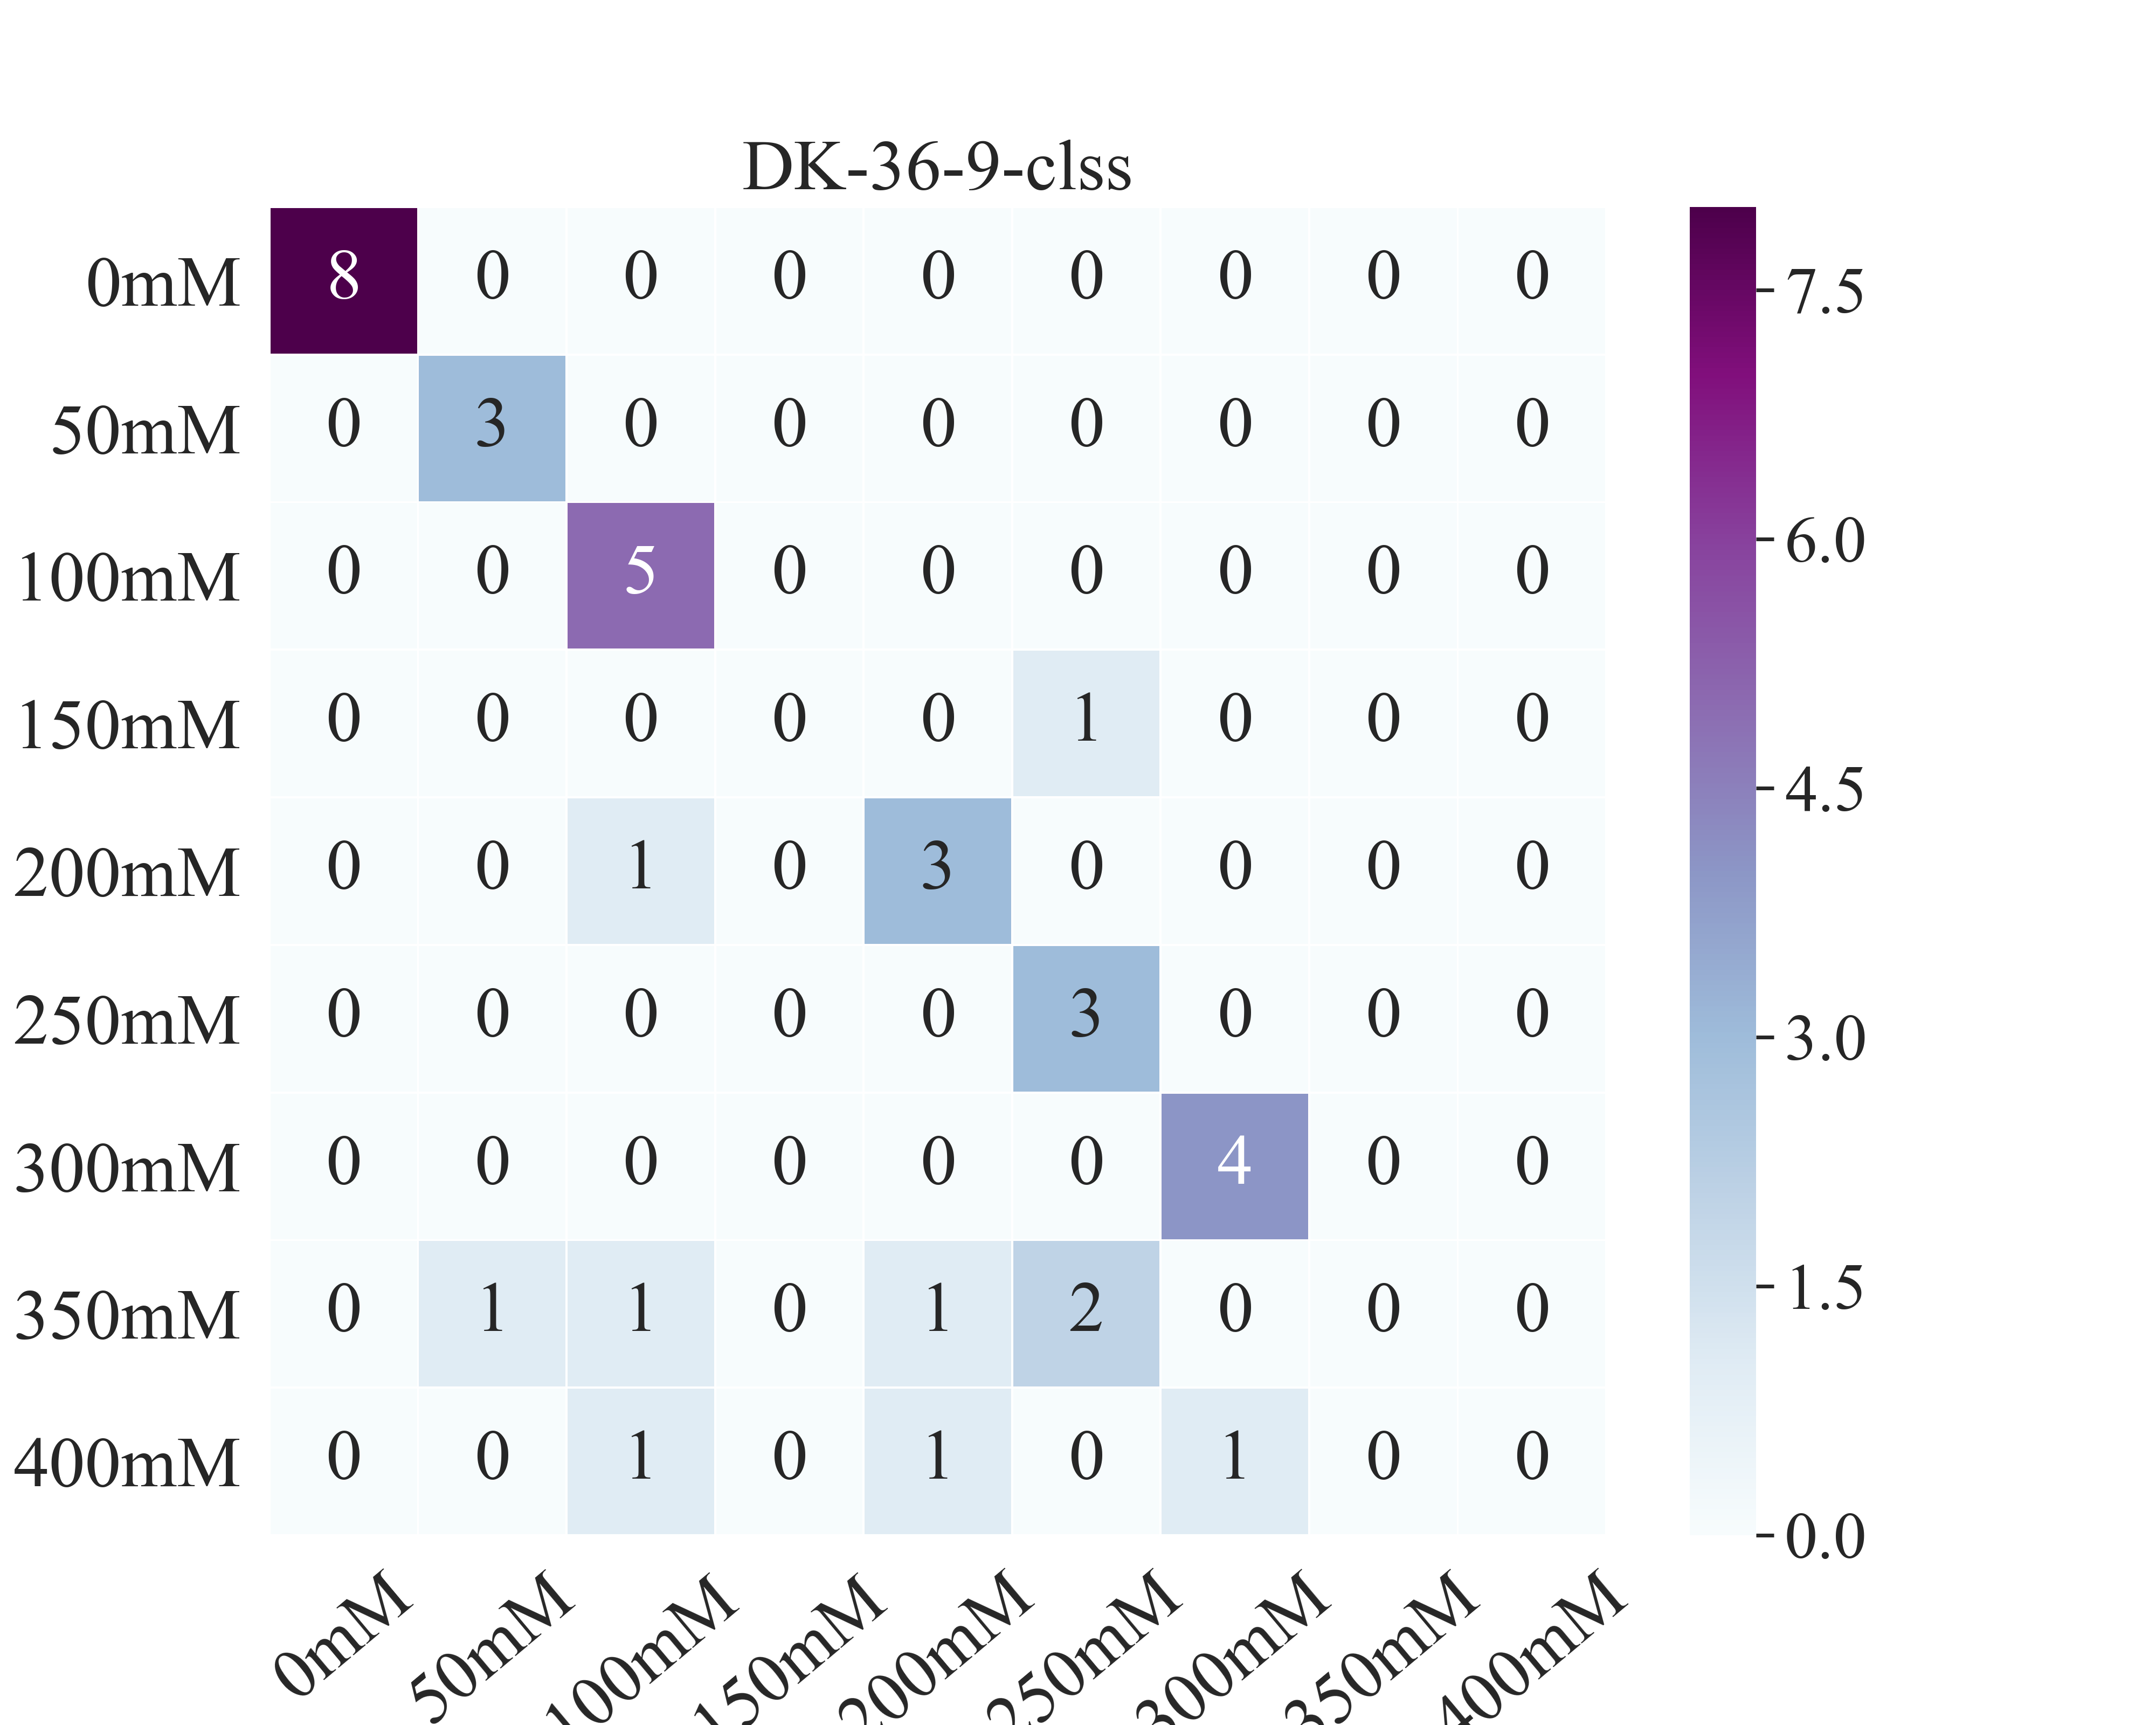 DK-36-9-clss
0mM 8 0 0 0 0 0 0 0 0
50mM 0 3 0 0 0 0 0 0 0
100mM 0 0 5 0 0 0 0 0 0
150mM 0 0 0 0 0 1 0 0 0
200mM 0 0 1 0 3 0 0 0 0
250mM 0 0 0 0 0 3 0 0 0
300mM 0 0 0 0 0 0 4 0 0
350mM 0 1 1 0 1 2 0 0 0
400mM 0 0 1 0 1 0 1 0 0
0mM 50mM 100mM 150mM 200mM 250mM 300mM 350mM 400mM
7.5
6.0
4.5
3.0
1.5
0.0